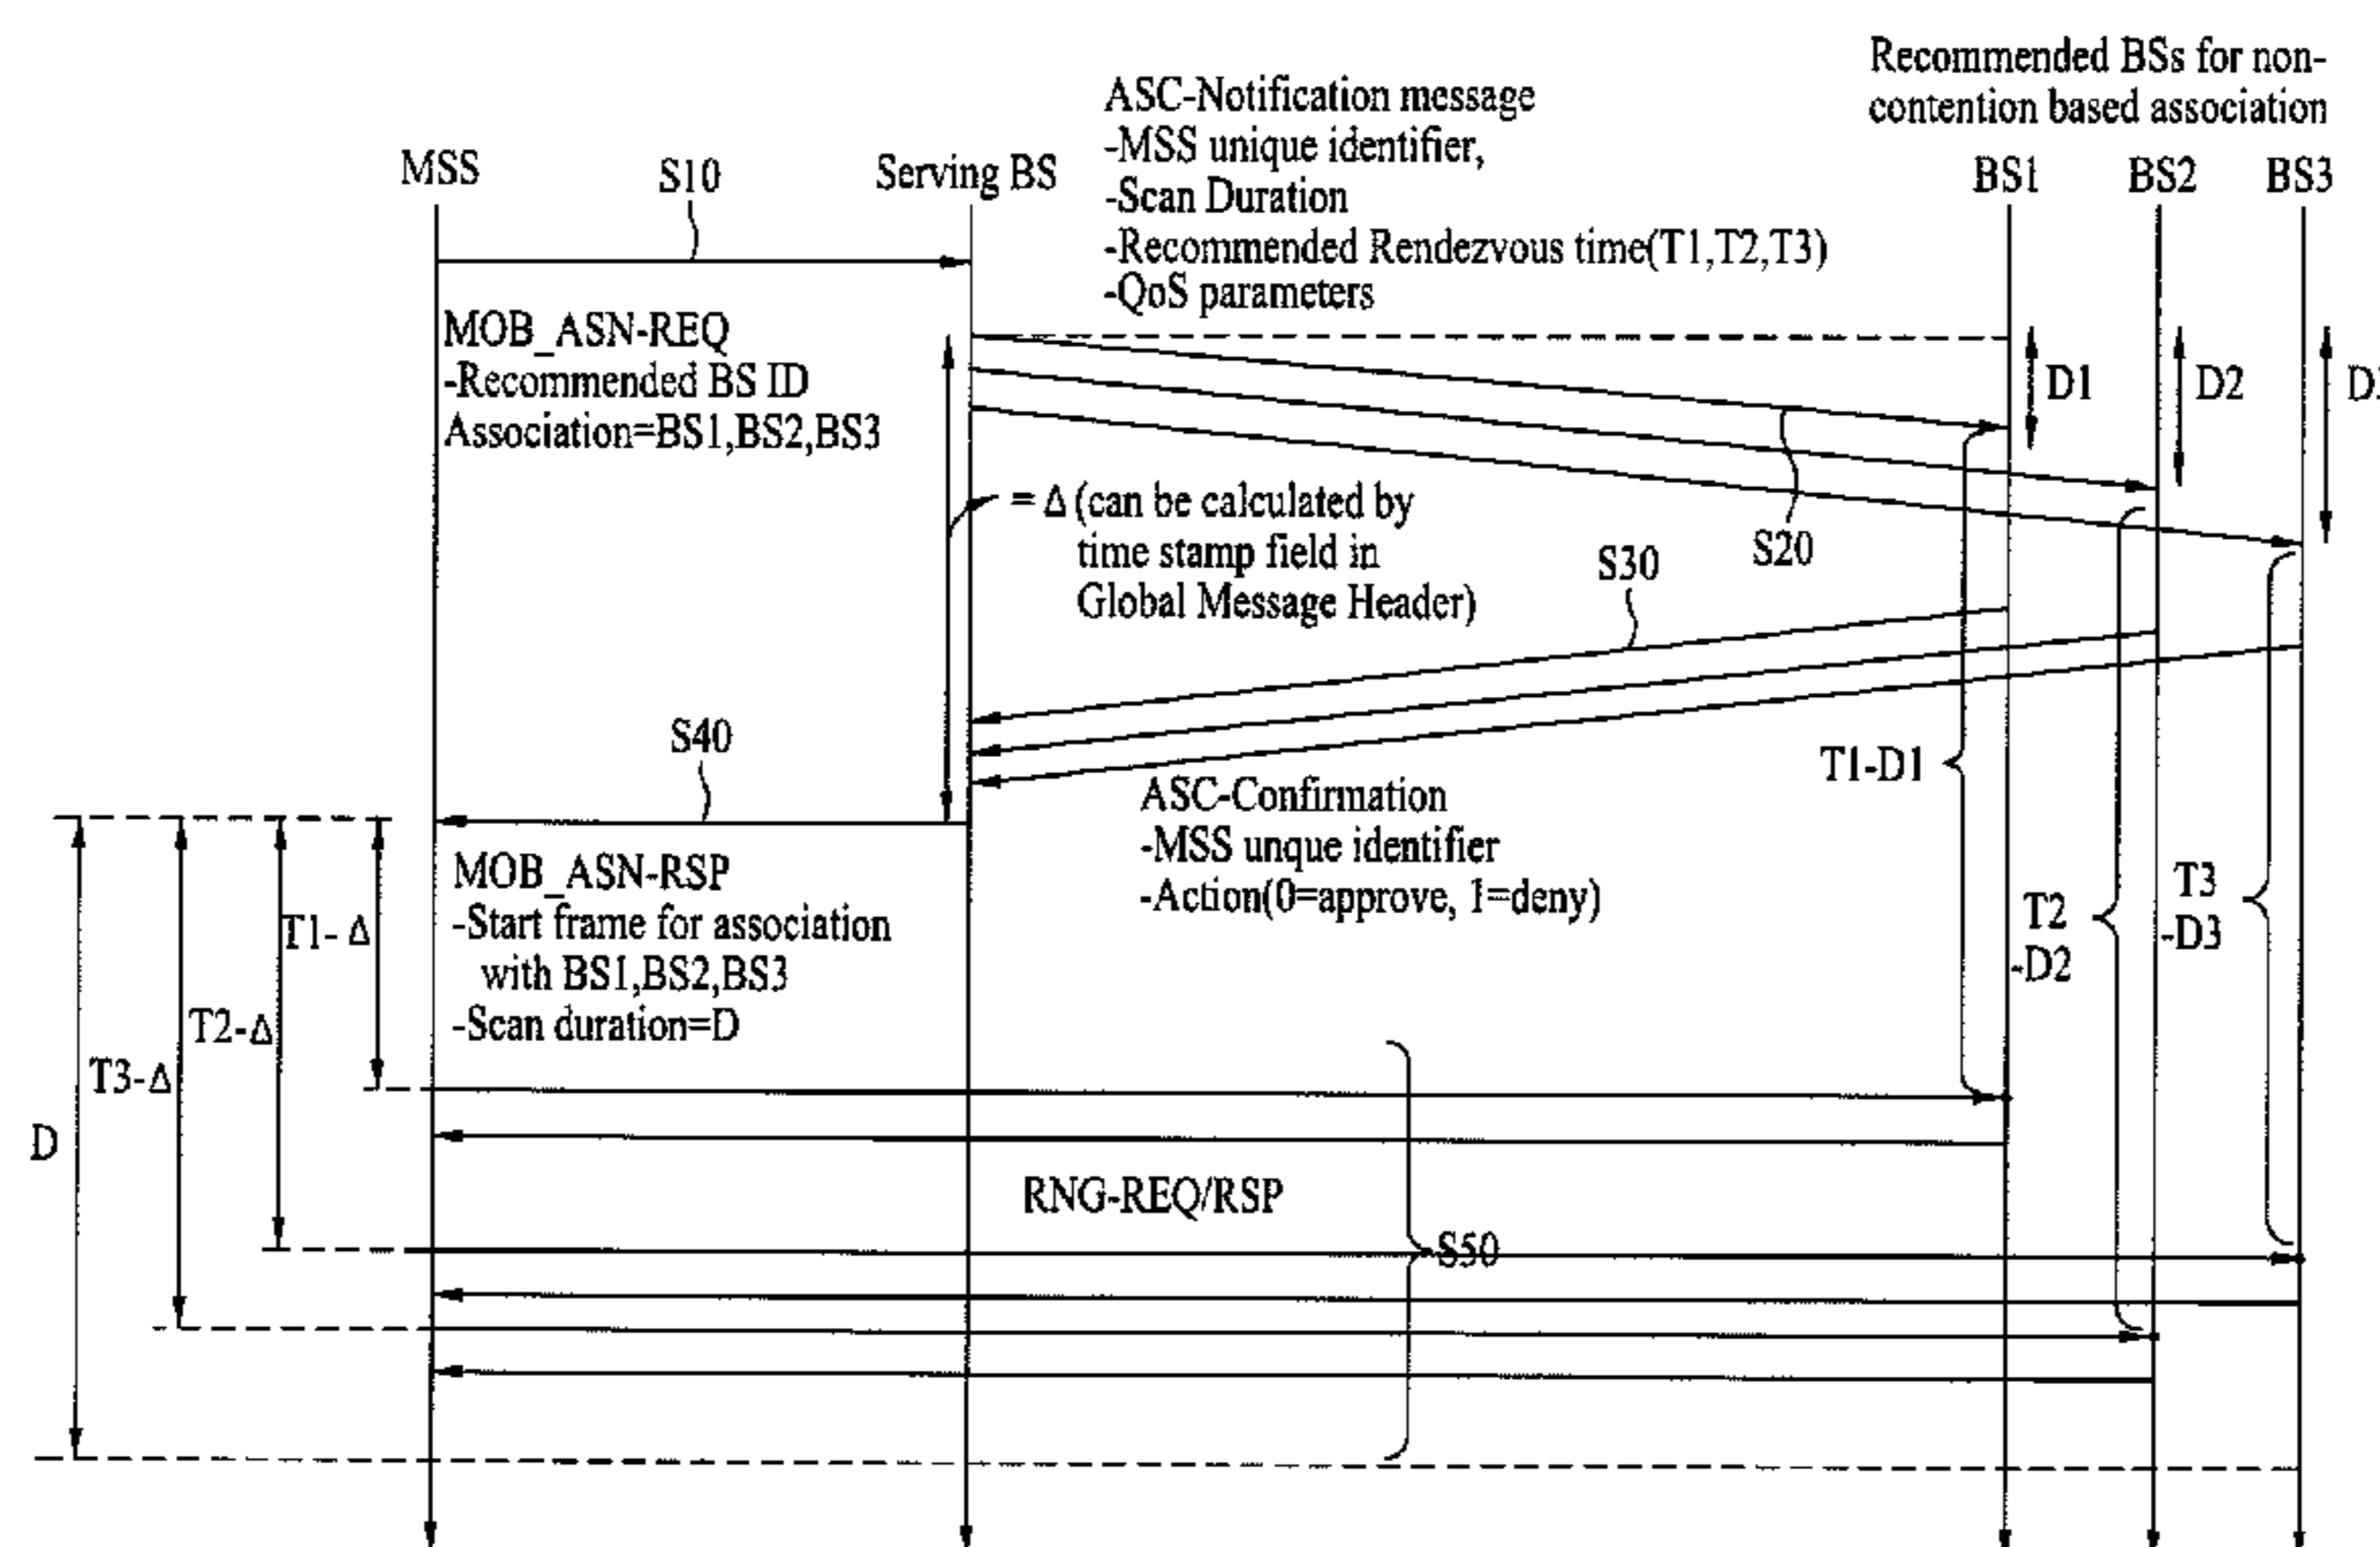 Recommended BSs for non-
contention based association
MSS
S10
Serving BS
ASC-Notification message
-MSS unique identifier,
-Scan Duration
-Recommended Rendezvous time(T1,T2,T3)
-QoS parameters
BS1
BS2
BS3
MOB_ASN-REQ
-Recommended BS ID
Association=BS1,BS2,BS3
D1
D2
= Δ (can be calculated by
time stamp field in
Global Message Header)
S20
S30
S40
T1-D1
ASC-Confirmation
-MSS unque identifier
-Action(0=approve, 1=deny)
T2
-D2
T3
-D3
MOB_ASN-RSP
-Start frame for association
with BS1,BS2,BS3
-Scan duration=D
T1-Δ
T2-Δ
T3-Δ
D
RNG-REQ/RSP
S50